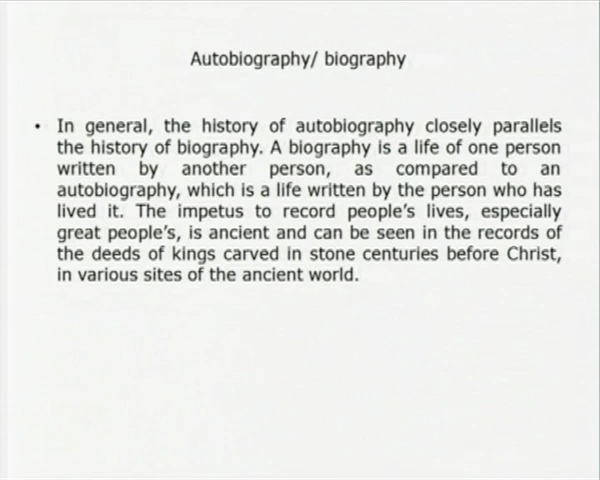 Autobiography/ biography
• In general, the history of autobiography closely parallels
the history of biography. A biography is a life of one person
written by another person, as compared to an
autobiography, which is a life written by the person who has
lived it. The impetus to record people's lives, especially
great people's, is ancient and can be seen in the records of
the deeds of kings carved in stone centuries before Christ,
in various sites of the ancient world.